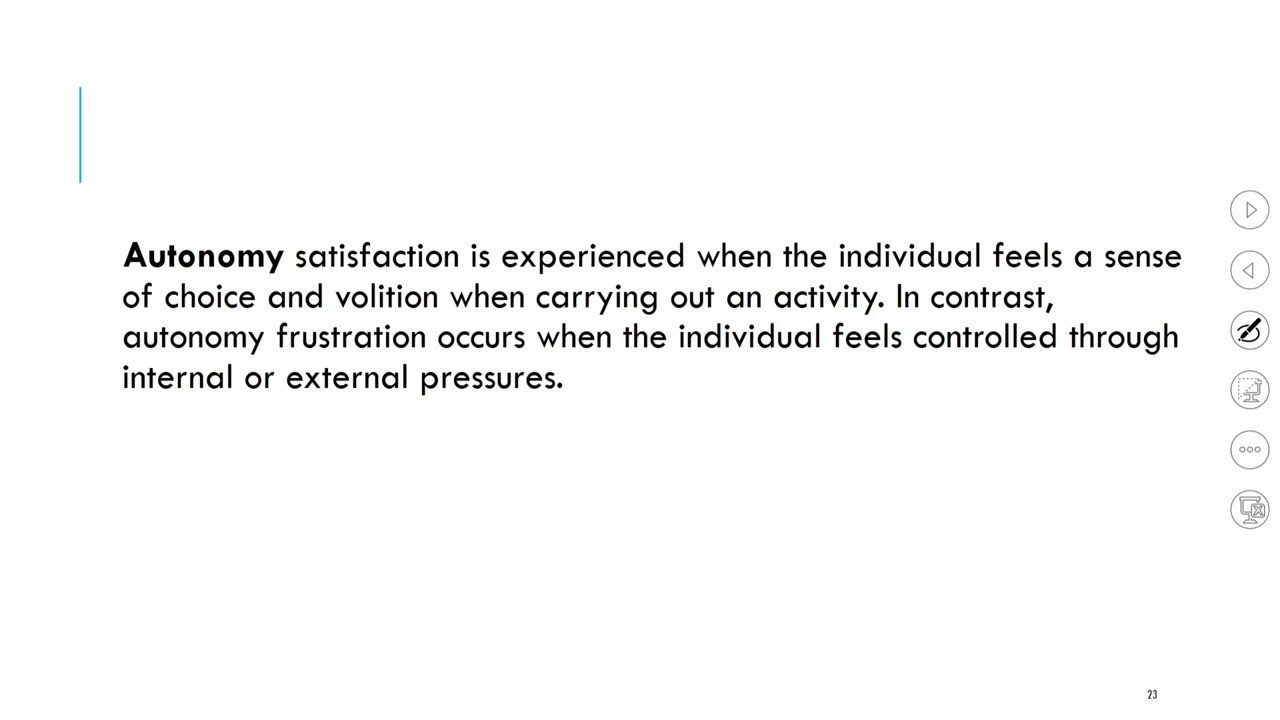 Autonomy satisfaction is experienced when the individual feels a sense
of choice and volition when carrying out an activity. In contrast,
autonomy frustration occurs when the individual feels controlled through
internal or external pressures.
23